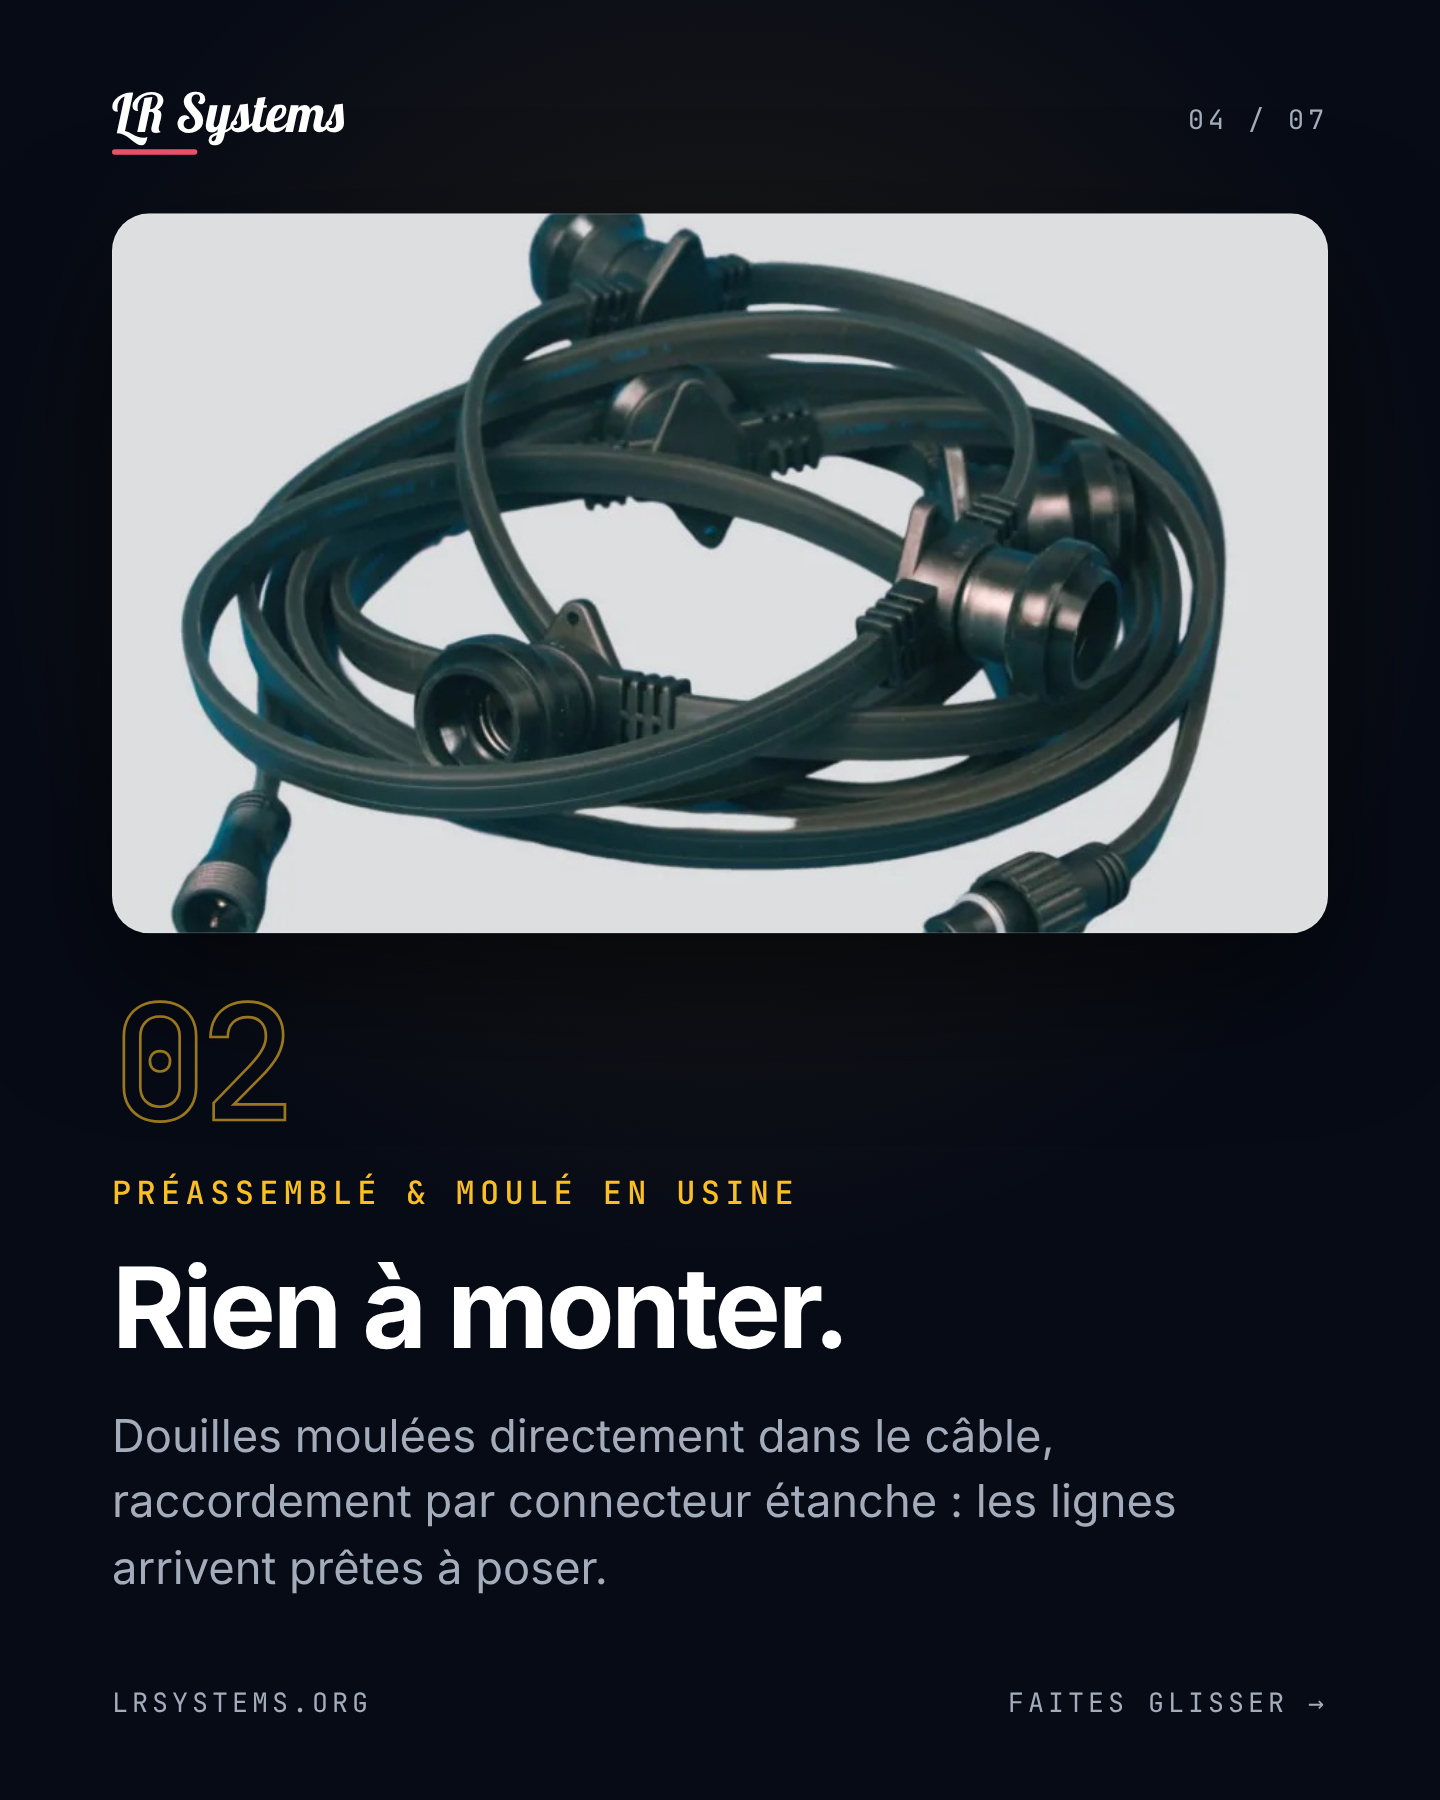 LR Systems
04 / 07
02
PRÉASSEMBLÉ & MOULÉ EN USINE
Rien à monter.
Douilles moulées directement dans le câble,
raccordement par connecteur étanche : les lignes
arrivent prêtes à poser.
LRSYSTEMS.ORG
FAITES GLISSER →